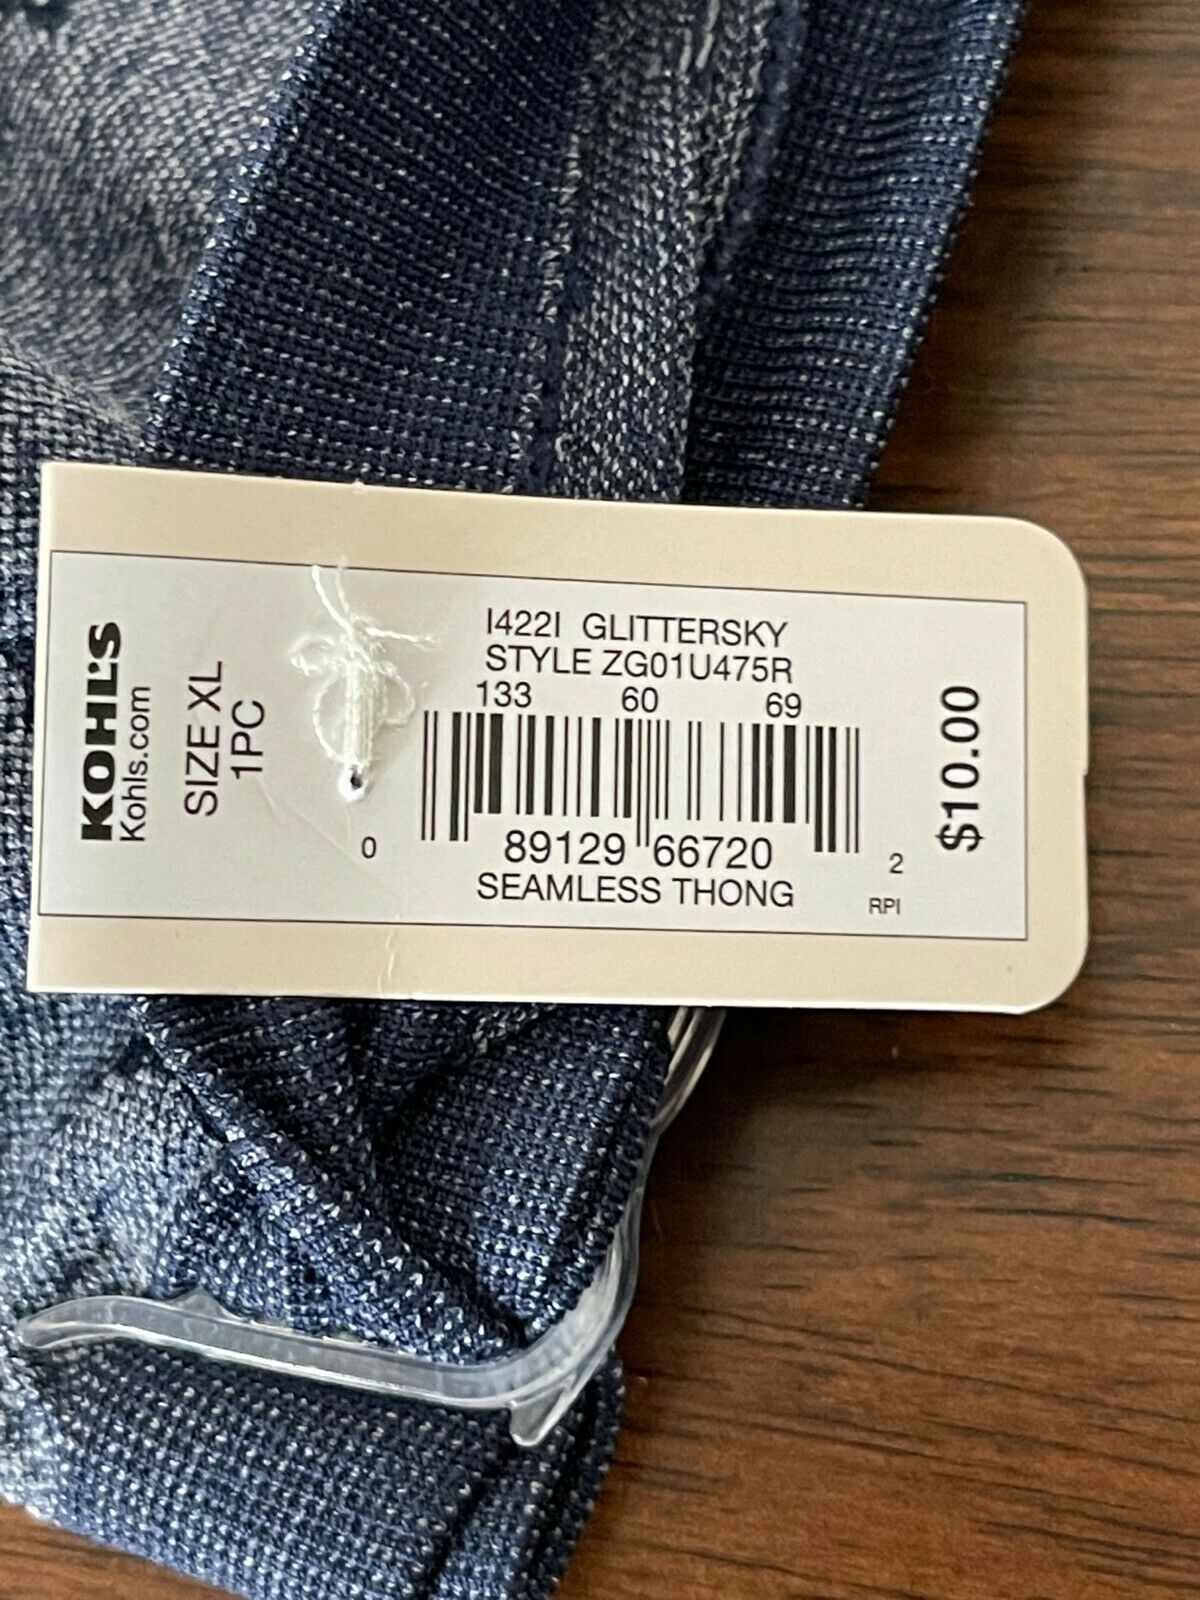 KOHL'S
Kohls.com
SIZE XL
1PC
I422I GLITTERSKY
STYLE ZG01U475R
133 60 69
0 89129 66720 2
SEAMLESS THONG
RPI
$10.00